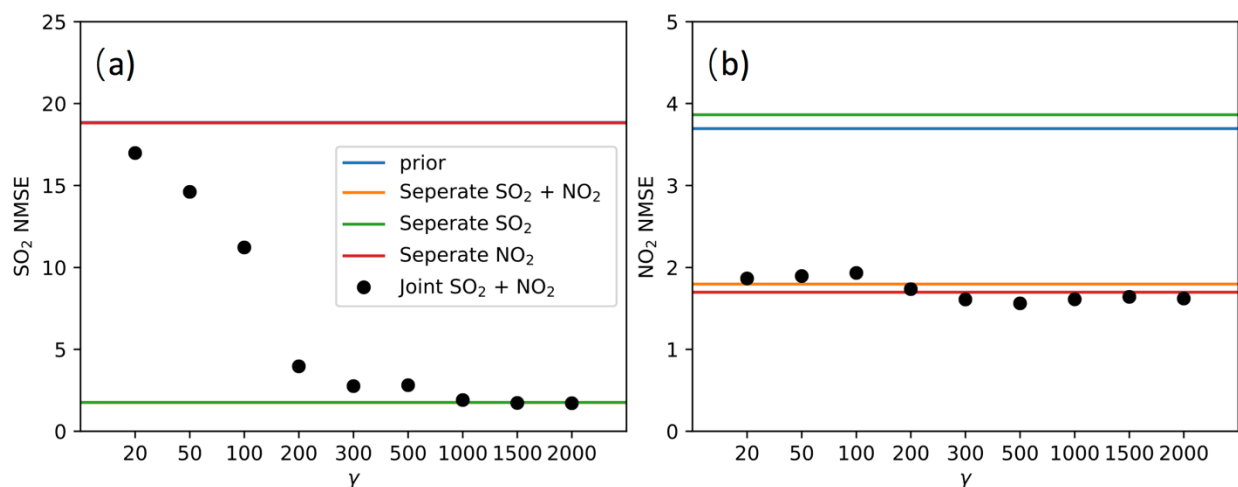 (a)
SO₂ NMSE
25
20
15
10
5
0
20 50 100 200 300 500 1000 1500 2000
γ
prior
Seperate SO₂ + NO₂
Seperate SO₂
Seperate NO₂
Joint SO₂ + NO₂
(b)
NO₂ NMSE
5
4
3
2
1
0
20 50 100 200 300 500 1000 1500 2000
γ